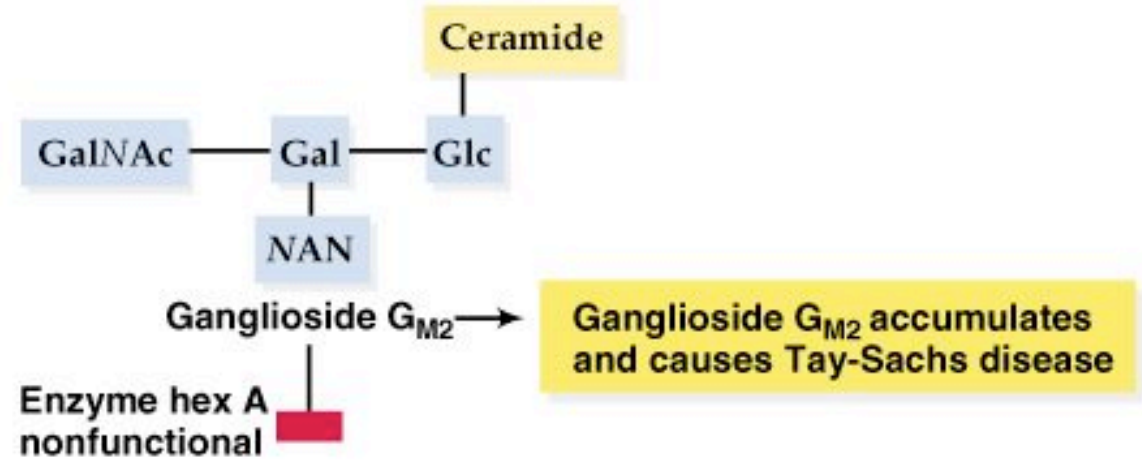 Ceramide
GalNAc Gal Glc
NAN
Ganglioside GM2
Ganglioside GM2 accumulates
and causes Tay-Sachs disease
Enzyme hex A
nonfunctional